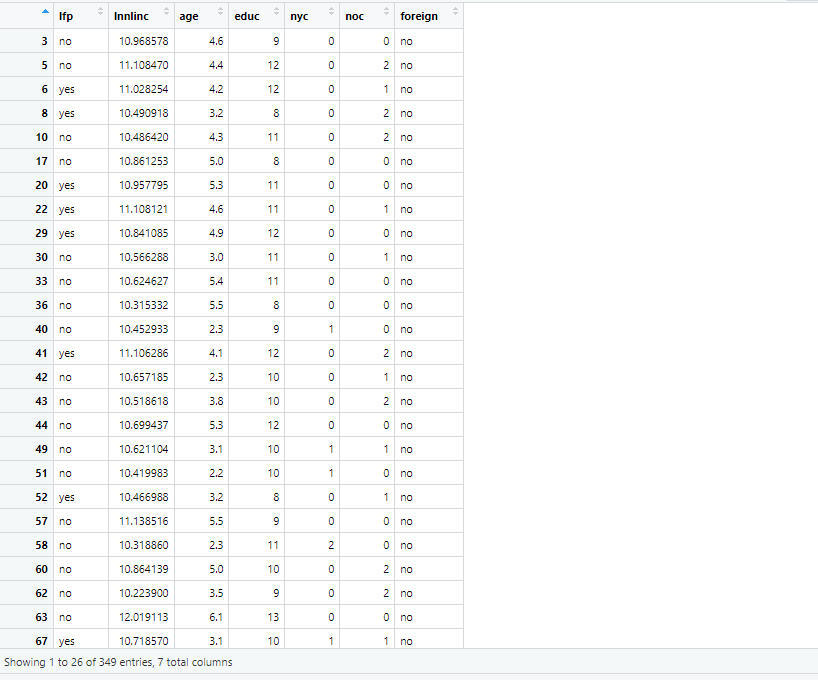 lfp lnnlinc age educ nyc noc foreign
3 no 10.968578 4.6 9 0 0 no
5 no 11.108470 4.4 12 0 2 no
6 yes 11.028254 4.2 12 0 1 no
8 yes 10.490918 3.2 8 0 2 no
10 no 10.486420 4.3 11 0 2 no
17 no 10.861253 5.0 8 0 0 no
20 yes 10.957795 5.3 11 0 0 no
22 yes 11.108121 4.6 11 0 1 no
29 yes 10.841085 4.9 12 0 0 no
30 no 10.566288 3.0 11 0 1 no
33 no 10.624627 5.4 11 0 0 no
36 no 10.315332 5.5 8 0 0 no
40 no 10.452933 2.3 9 1 0 no
41 yes 11.106286 4.1 12 0 2 no
42 no 10.657185 2.3 10 0 1 no
43 no 10.518618 3.8 10 0 2 no
44 no 10.699437 5.3 12 0 0 no
49 no 10.621104 3.1 10 1 1 no
51 no 10.419983 2.2 10 1 0 no
52 yes 10.466988 3.2 8 0 1 no
57 no 11.138516 5.5 9 0 0 no
58 no 10.318860 2.3 11 2 0 no
60 no 10.864139 5.0 10 0 2 no
62 no 10.223900 3.5 9 0 2 no
63 no 12.019113 6.1 13 0 0 no
67 yes 10.718570 3.1 10 1 1 no
Showing 1 to 26 of 349 entries, 7 total columns